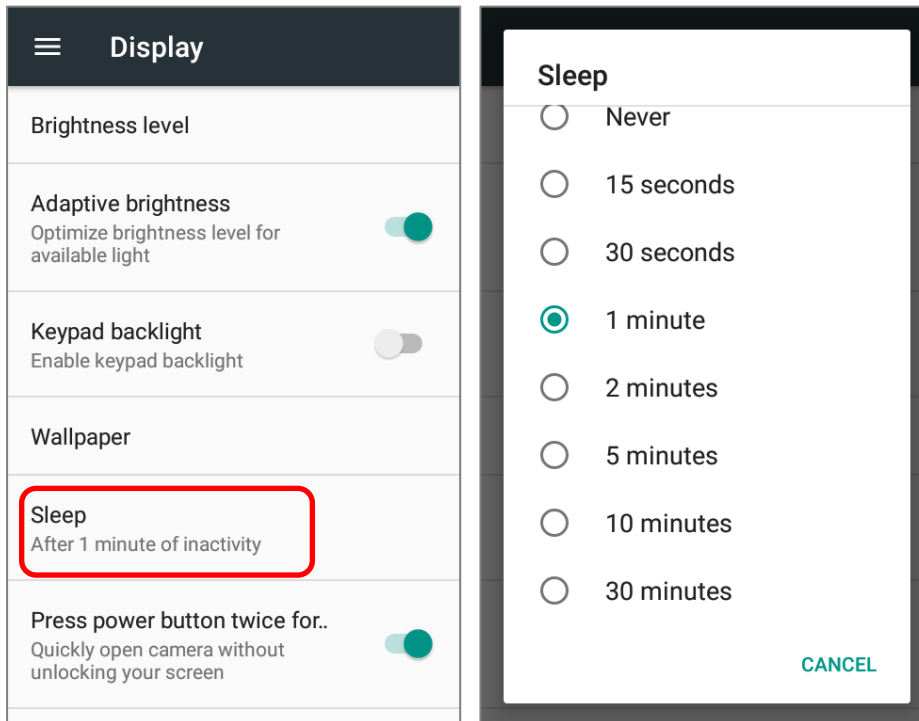 Display
Brightness level
Adaptive brightness
Optimize brightness level for
available light
Keypad backlight
Enable keypad backlight
Wallpaper
Sleep
After 1 minute of inactivity
Press power button twice for..
Quickly open camera without
unlocking your screen
Sleep
Never
15 seconds
30 seconds
1 minute
2 minutes
5 minutes
10 minutes
30 minutes
CANCEL